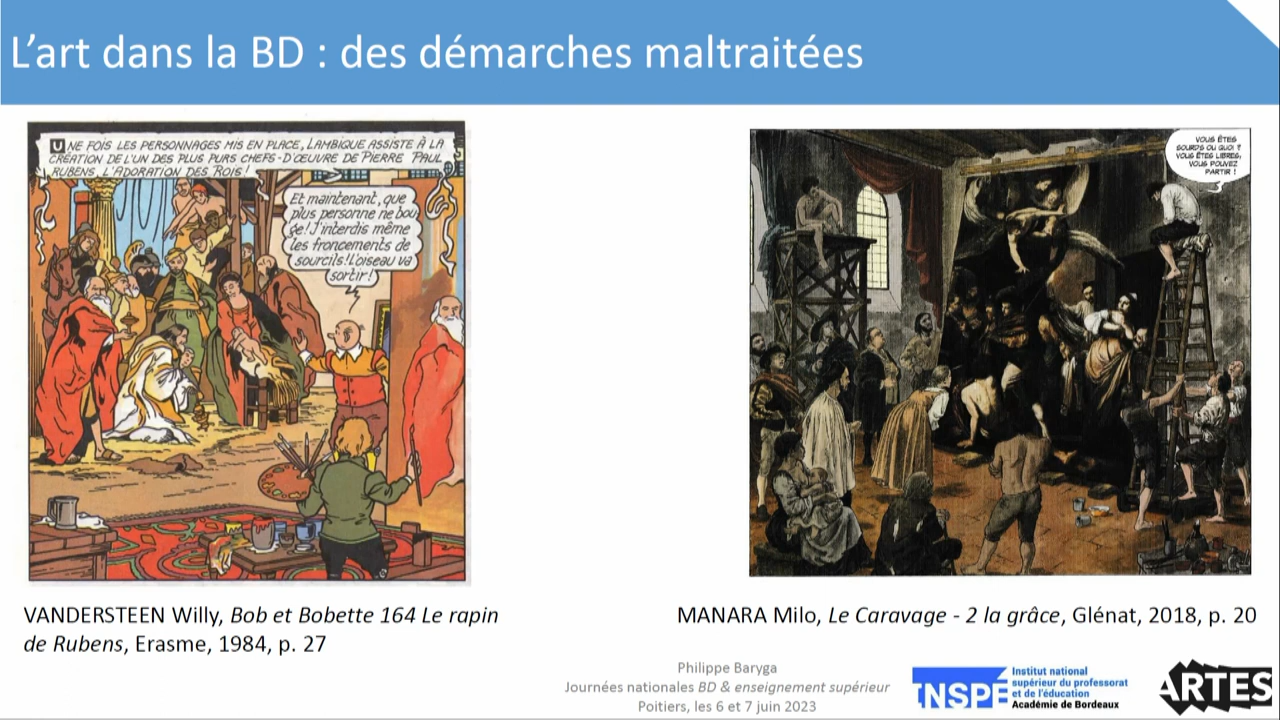 L'art dans la BD : des démarches maltraitées
UNE FOIS LES PERSONNAGES MIS EN PLACE, LAMBIQUE ASSISTE À LA
CRÉATION DE L'UN DES PLUS PURS CHEFS-D'ŒUVRE DE PIERRE PAUL
RUBENS, L'ADORATION DES ROIS !
Et maintenant, que
plus personne ne bou-
ge! J'interdis même
les froncements de
sourcils! L'oiseau va
sortir!
VOUS ÊTES
SOURDS OU QUOI ?
VOUS ÊTES LIBRES,
VOUS POUVEZ
PARTIR !
VANDERSTEEN Willy, Bob et Bobette 164 Le rapin
de Rubens, Erasme, 1984, p. 27
MANARA Milo, Le Caravage - 2 la grâce, Glénat, 2018, p. 20
Philippe Baryga
Journées nationales BD & enseignement supérieur
Poitiers, les 6 et 7 juin 2023
INSPE
Institut national
supérieur du professorat
et de l'éducation
Académie de Bordeaux
ARTES